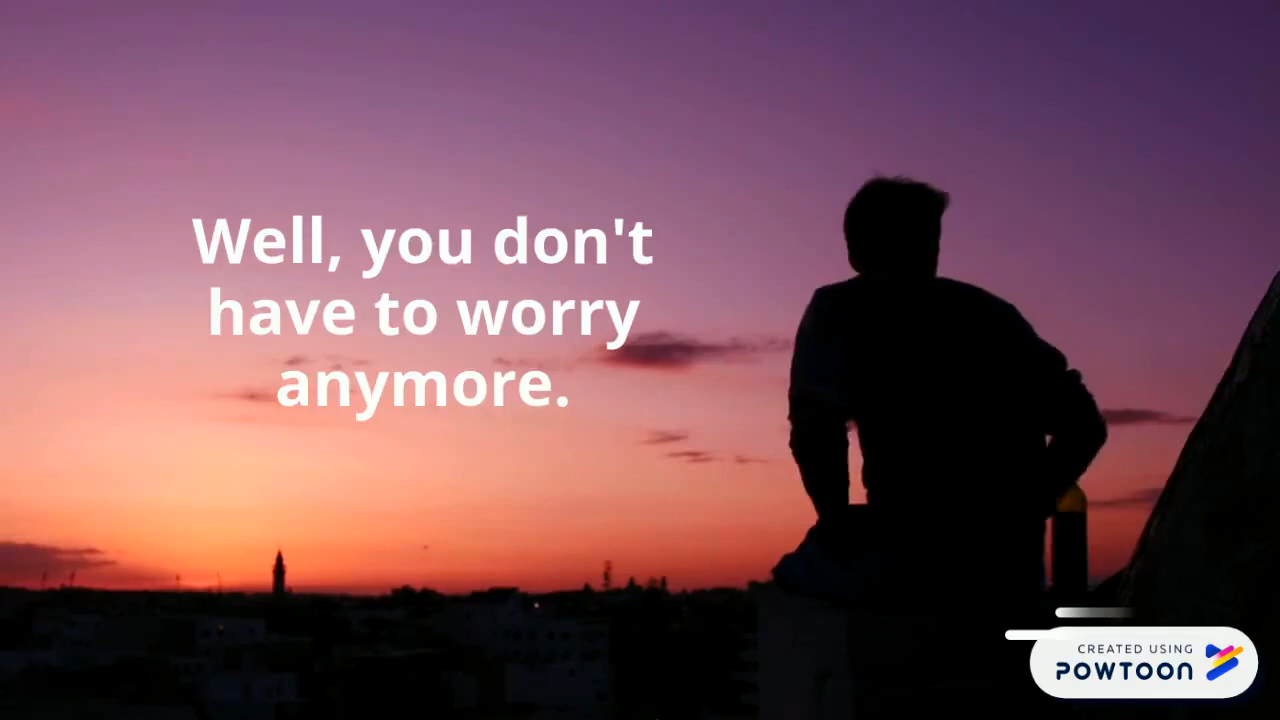 Well, you don't
have to worry
anymore.
CREATED USING
POWTOON